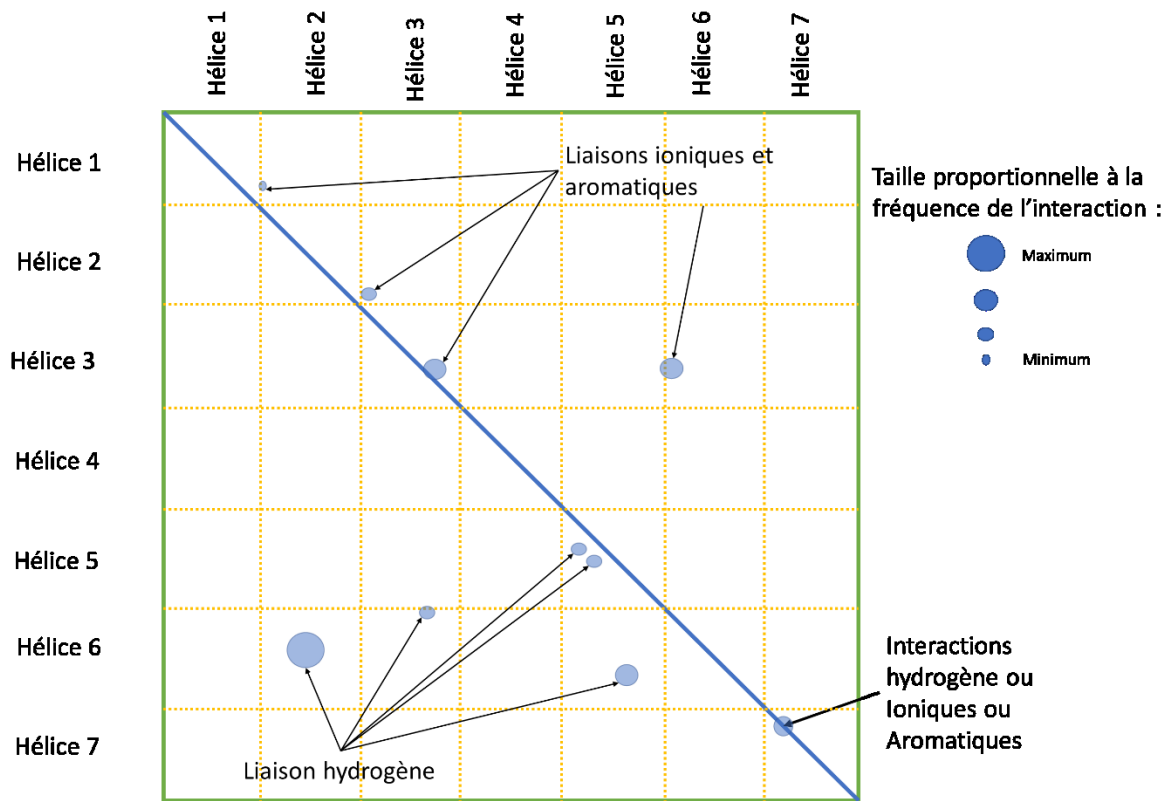 Hélice 1
Hélice 2
Hélice 3
Hélice 4
Hélice 5
Hélice 6
Hélice 7
Hélice 1
Hélice 2
Hélice 3
Hélice 4
Hélice 5
Hélice 6
Hélice 7
Liaisons ioniques et
aromatiques
Taille proportionnelle à la
fréquence de l'interaction :
Maximum
Minimum
Interactions
hydrogène ou
Ioniques ou
Aromatiques
Liaison hydrogène